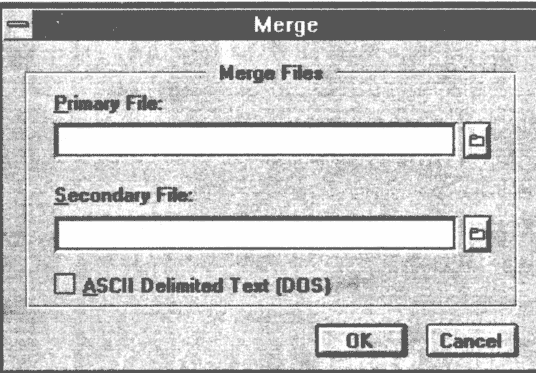 Merge
Merge Files
Primary File:
Secondary File:
ASCII Delimited Text (DOS)
OK Cancel